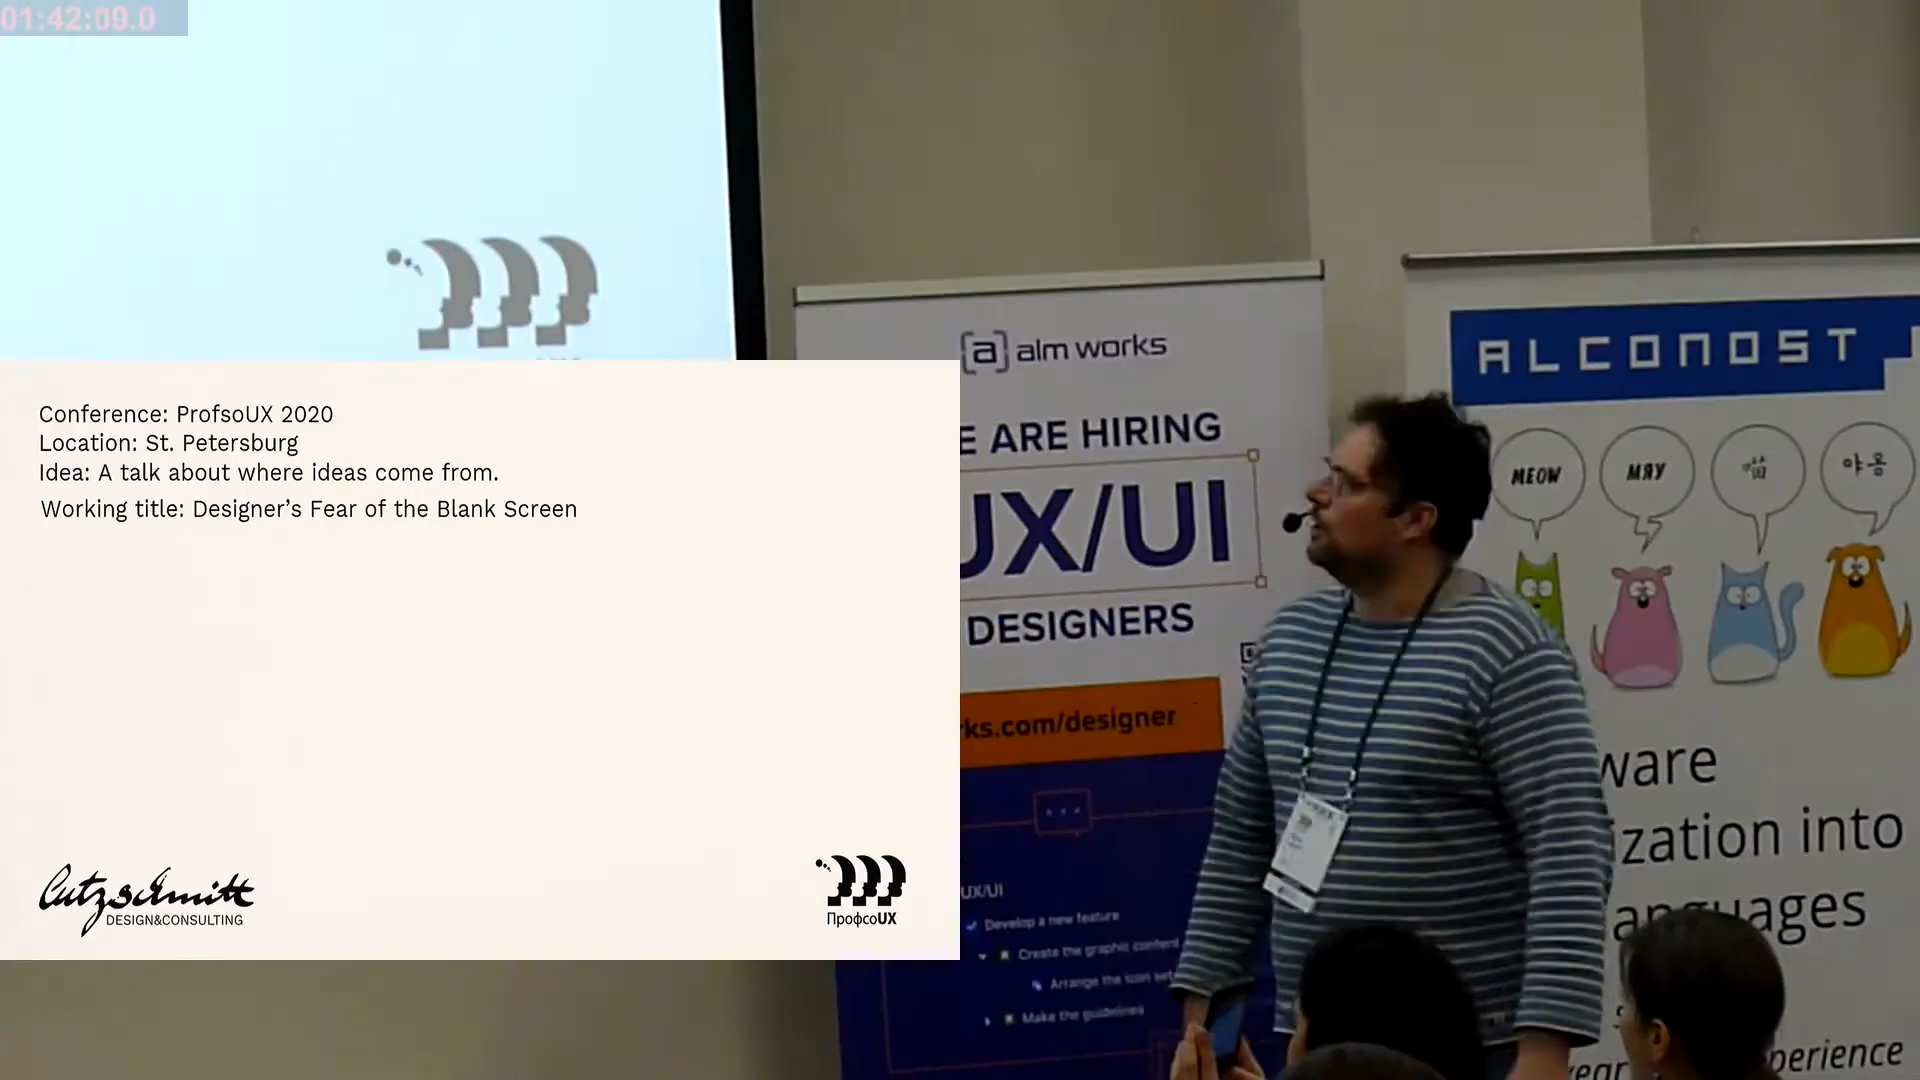 01:42:00.0
Conference: ProfsoUX 2020
Location: St. Petersburg
Idea: A talk about where ideas come from.
Working title: Designer's Fear of the Blank Screen
lutzschmitt
DESIGN&CONSULTING
ПрофсоUX
[a] alm works
E ARE HIRING
UX/UI
DESIGNERS
ks.com/designer
UX/UI
Develop a new feature
Create the graphic content
Arrange the icon set
Make the guidelines
ALCONOST
MEOW
МЯУ
喵
야옹
ware
ization into
anguages
perience